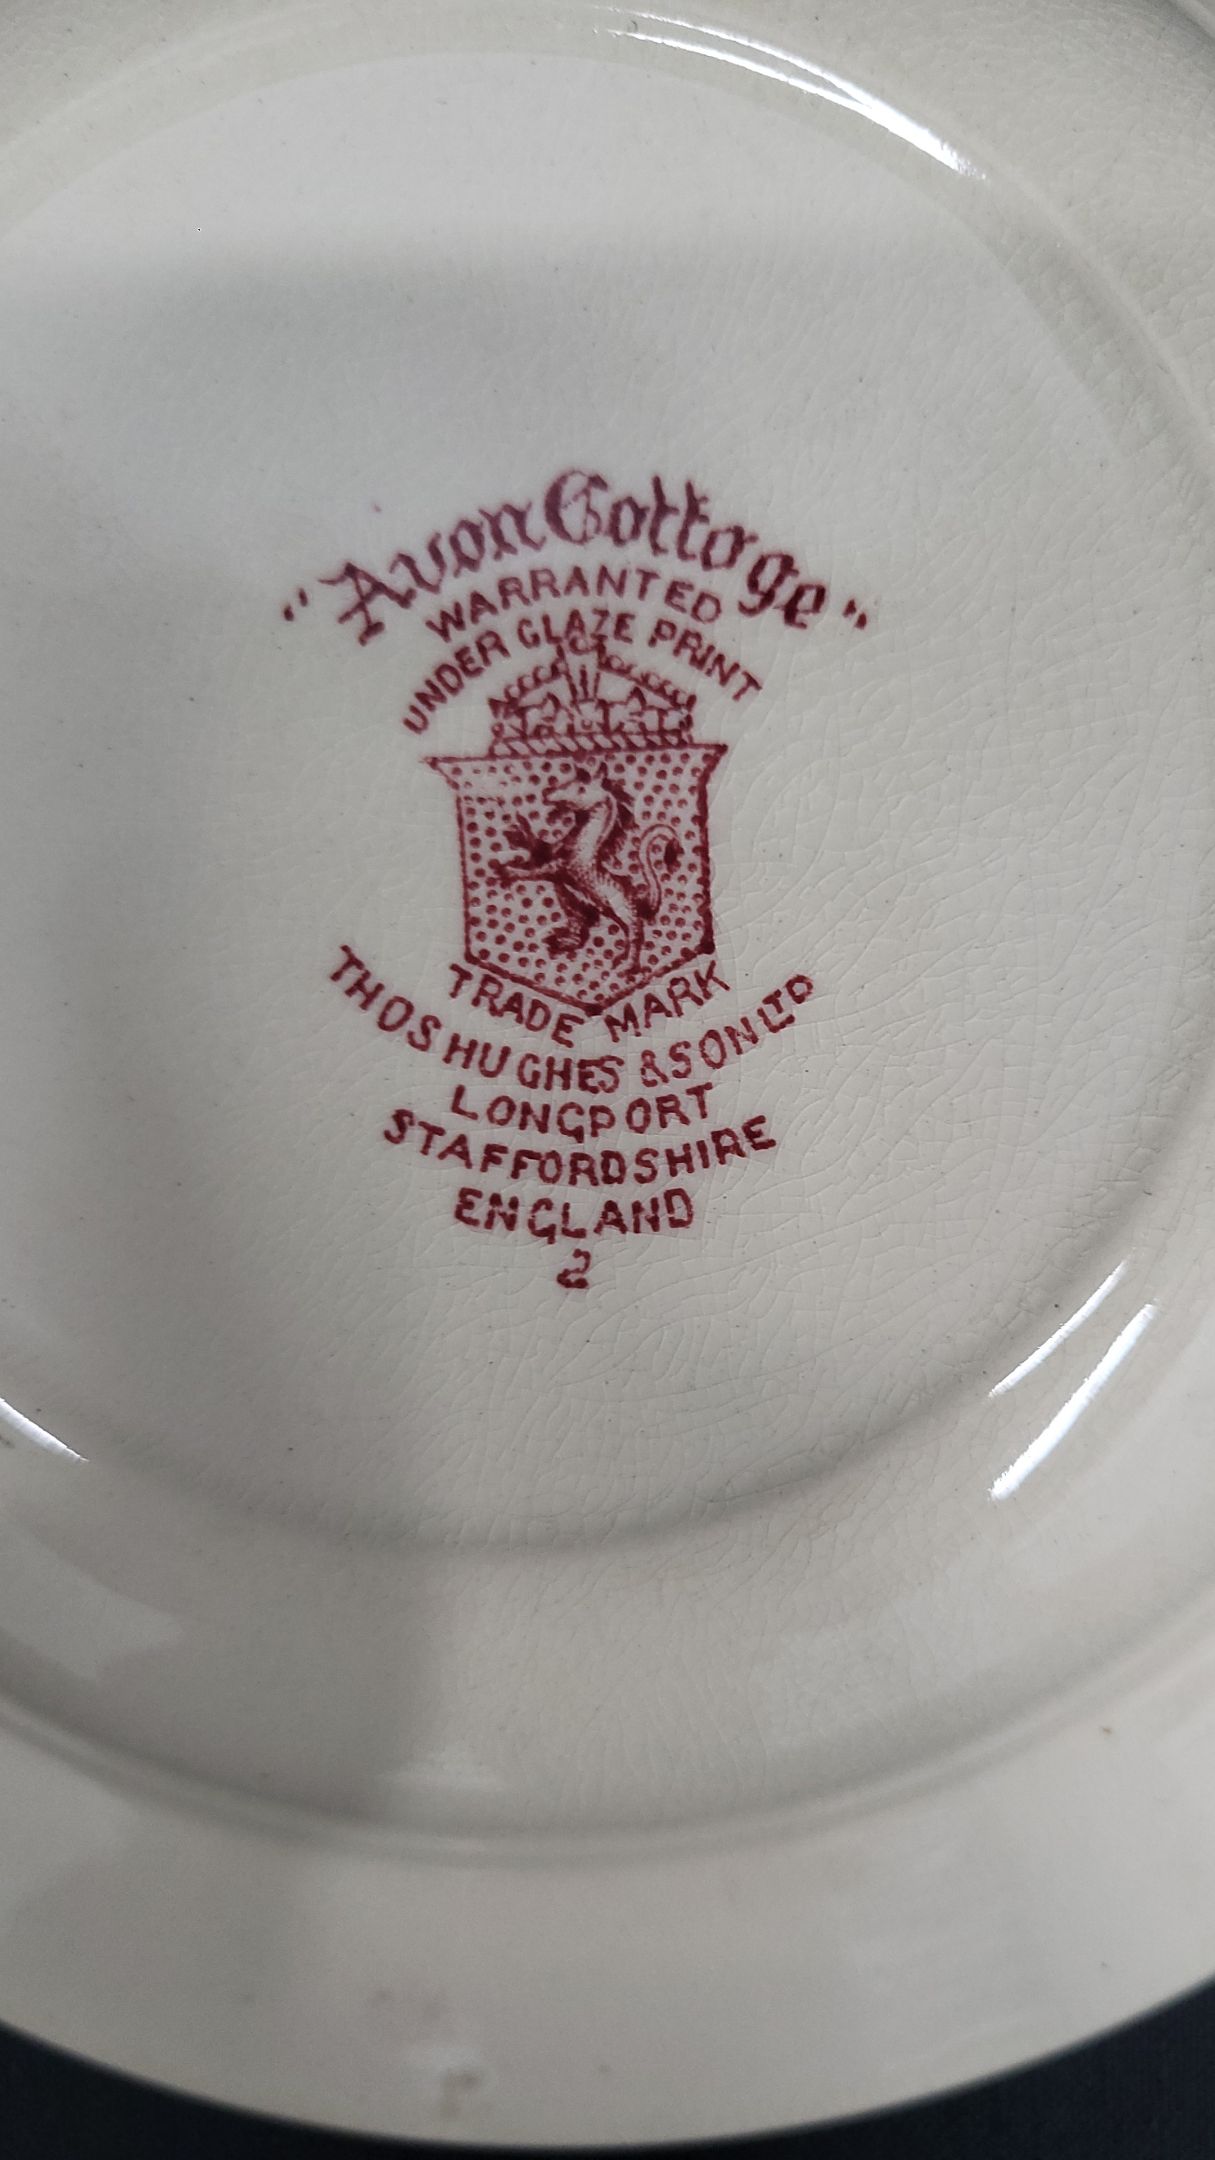 "Avon Cottage"
WARRANTED
UNDER GLAZE PRINT
TRADE MARK
THOS HUGHES & SON LTD
LONGPORT
STAFFORDSHIRE
ENGLAND
2